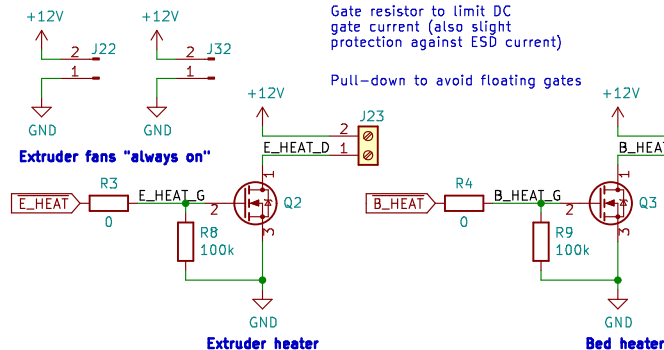 Gate resistor to limit DC
gate current (also slight
protection against ESD current)
Pull-down to avoid floating gates
+12V
+12V
J22
J32
2
2
1
1
GND
GND
Extruder fans "always on"
+12V
J23
2
E_HEAT_D
1
1
E_HEAT
R3
0
E_HEAT_G
2
Q2
R8
100k
3
GND
Extruder heater
+12V
1
B_HEAT
R4
0
B_HEAT_G
2
Q3
R9
100k
3
GND
Bed heater